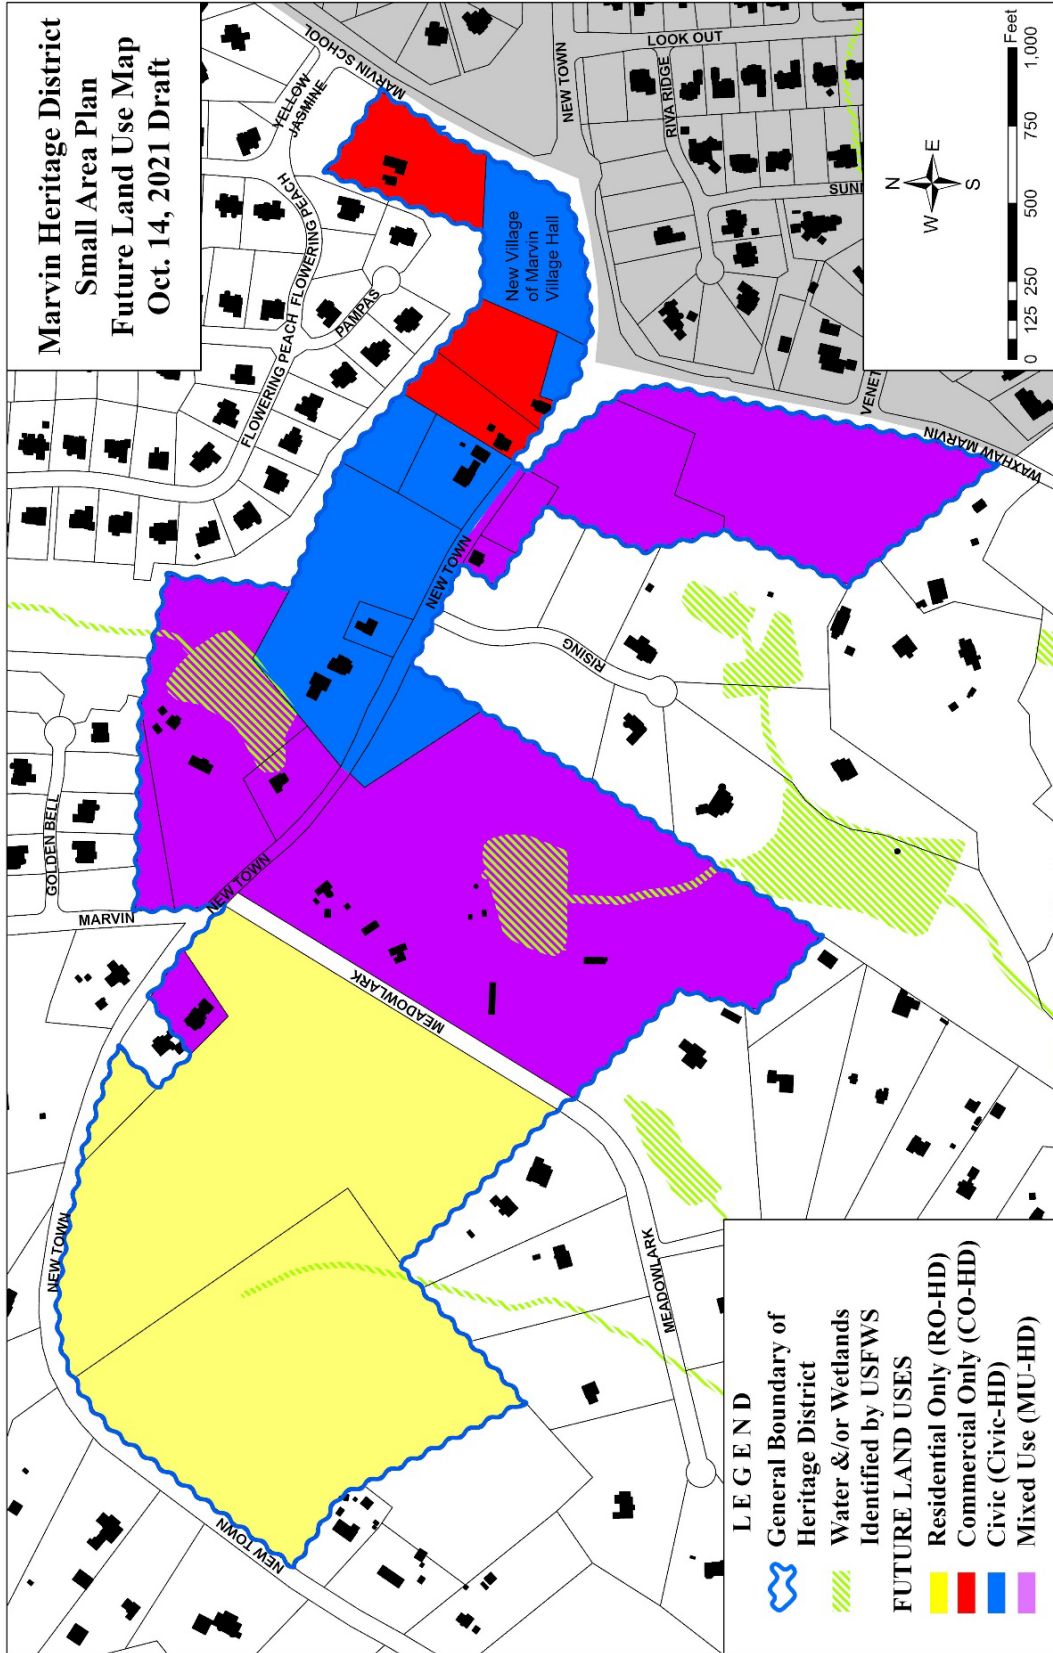 Marvin Heritage District
Small Area Plan
Future Land Use Map
Oct. 14, 2021 Draft
MARVIN SCHOOL
YELLOW
JASMINE
FLOWERING PEACH
FLOWERING PEACH
PAMPAS
NEW TOWN
LOOK OUT
RIVA RIDGE
SUNN
New Village
of Marvin
Village Hall
N
W
E
S
0
125
250
500
750
1,000
Feet
VENET
WAXHAW MARVIN
NEW TOWN
RISING
GOLDEN BELL
MARVIN
NEW TOWN
MEADOWLARK
NEW TOWN
MEADOWLARK
NEW TOWN
LEGEND
General Boundary of
Heritage District
Water &/or Wetlands
Identified by USFWS
FUTURE LAND USES
Residential Only (RO-HD)
Commercial Only (CO-HD)
Civic (Civic-HD)
Mixed Use (MU-HD)